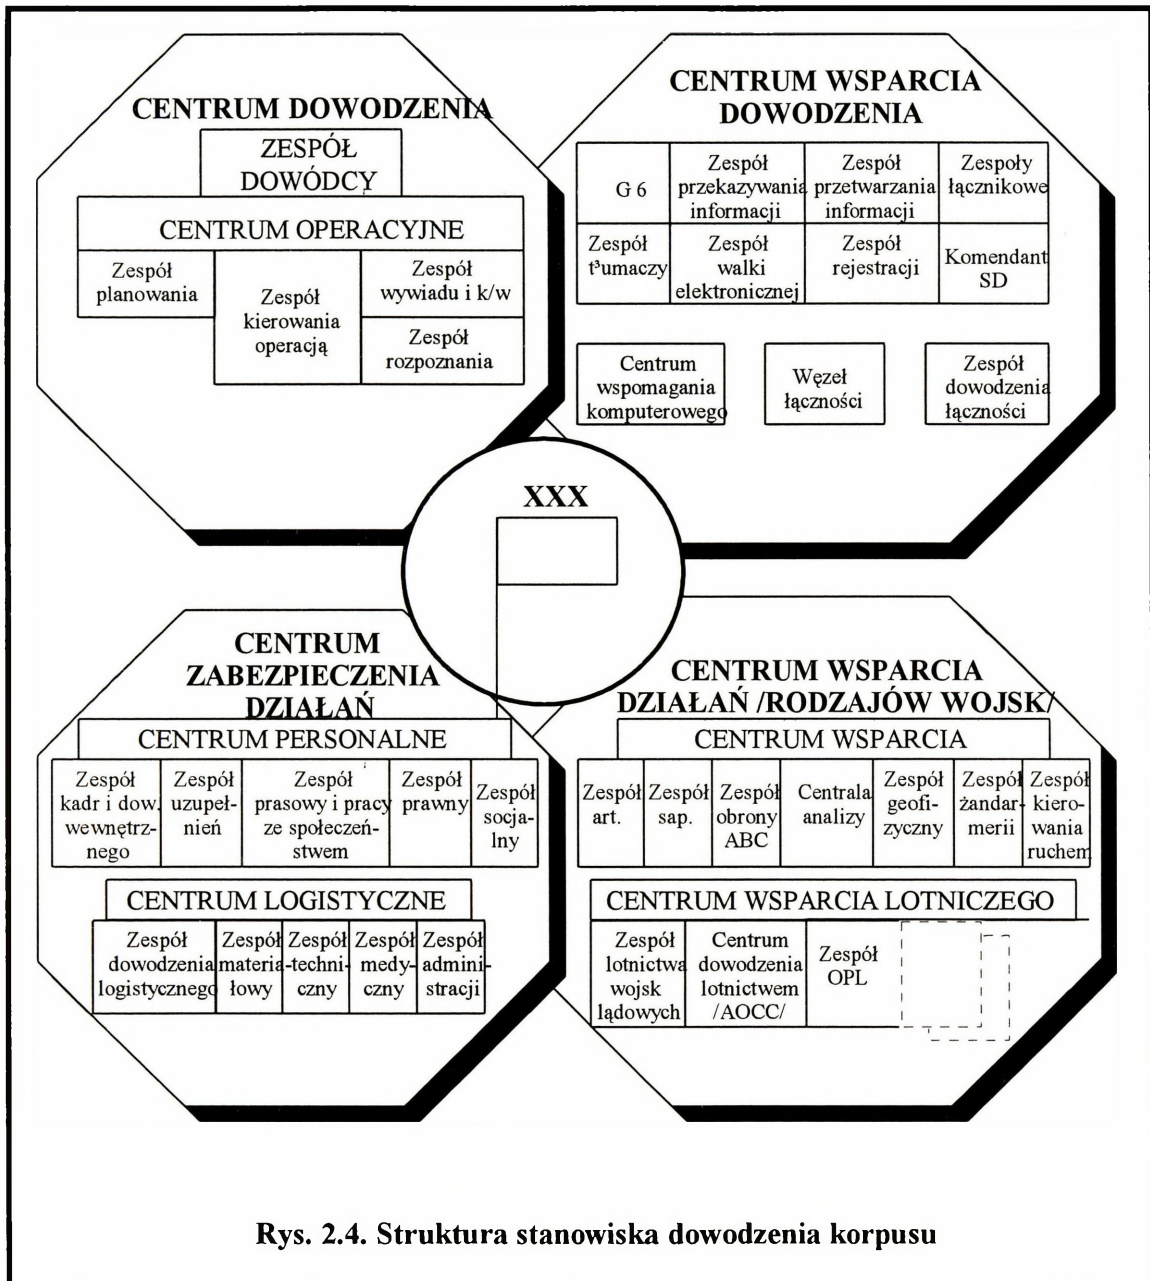 CENTRUM DOWODZENIA
ZESPÓŁ
DOWÓDCY
CENTRUM OPERACYJNE
Zespół
planowania
Zespół
kierowania
operacją
Zespół
wywiadu i k/w
Zespół
rozpoznania
CENTRUM WSPARCIA
DOWODZENIA
G 6
Zespół
przekazywania
informacji
Zespół
przetwarzania
informacji
Zespoły
łącznikowe
Zespół
t³umaczy
Zespół
walki
elektronicznej
Zespół
rejestracji
Komendant
SD
Centrum
wspomagania
komputerowego
Węzeł
łączności
Zespół
dowodzenia
łączności
XXX
CENTRUM
ZABEZPIECZENIA
DZIAŁAŃ
CENTRUM PERSONALNE
Zespół
kadr i dow.
wewnętrz-
nego
Zespół
uzupeł-
nień
Zespół
prasowy i pracy
ze społeczeń-
stwem
Zespół
prawny
Zespół
socja-
lny
CENTRUM LOGISTYCZNE
Zespół
dowodzenia
logistycznego
Zespół
materia-
łowy
Zespół
techni-
czny
Zespół
medy-
czny
Zespół
admini-
stracji
CENTRUM WSPARCIA
DZIAŁAŃ /RODZAJÓW WOJSK/
CENTRUM WSPARCIA
Zespół
art.
Zespół
sap.
Zespół
obrony
ABC
Centrala
analizy
Zespół
geofi-
zyczny
Zespół
żandar-
merii
Zespół
kiero-
wania
ruchem
CENTRUM WSPARCIA LOTNICZEGO
Zespół
lotnictwa
wojsk
lądowych
Centrum
dowodzenia
lotnictwem
/AOCC/
Zespół
OPL
Rys. 2.4. Struktura stanowiska dowodzenia korpusu